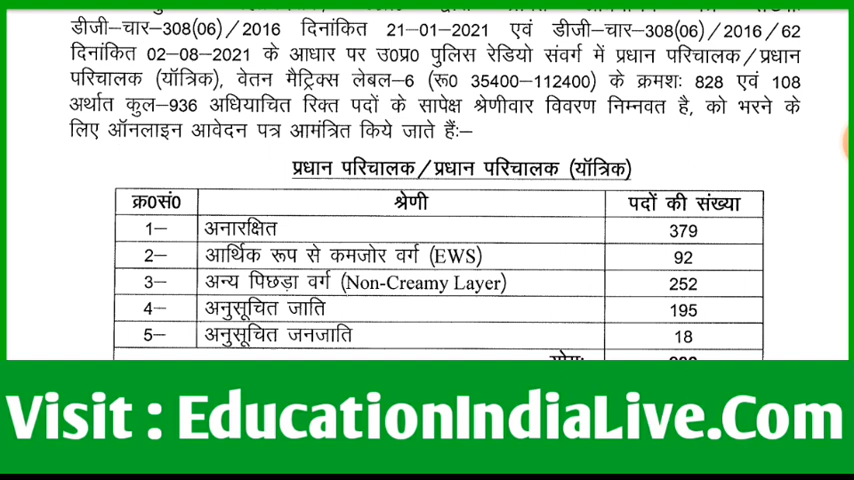 डीजी–चार–308(06)/2016 दिनांकित 21–01–2021 एवं डीजी–चार–308(06)/2016/62
दिनांकित 02–08–2021 के आधार पर उ0प्र0 पुलिस रेडियो संवर्ग में प्रधान परिचालक/प्रधान
परिचालक (यॉत्रिक), वेतन मैट्रिक्स लेबल–6 (रू0 35400–112400) के क्रमशः 828 एवं 108
अर्थात कुल–936 अधियाचित रिक्त पदों के सापेक्ष श्रेणीवार विवरण निम्नवत है, को भरने के
लिए ऑनलाइन आवेदन पत्र आमंत्रित किये जाते हैः–
प्रधान परिचालक/प्रधान परिचालक (यॉत्रिक)
क्र0सं0 श्रेणी पदों की संख्या
1– अनारक्षित 379
2– आर्थिक रूप से कमजोर वर्ग (EWS) 92
3– अन्य पिछड़ा वर्ग (Non-Creamy Layer) 252
4– अनुसूचित जाति 195
5– अनुसूचित जनजाति 18
Visit : EducationIndiaLive.Com